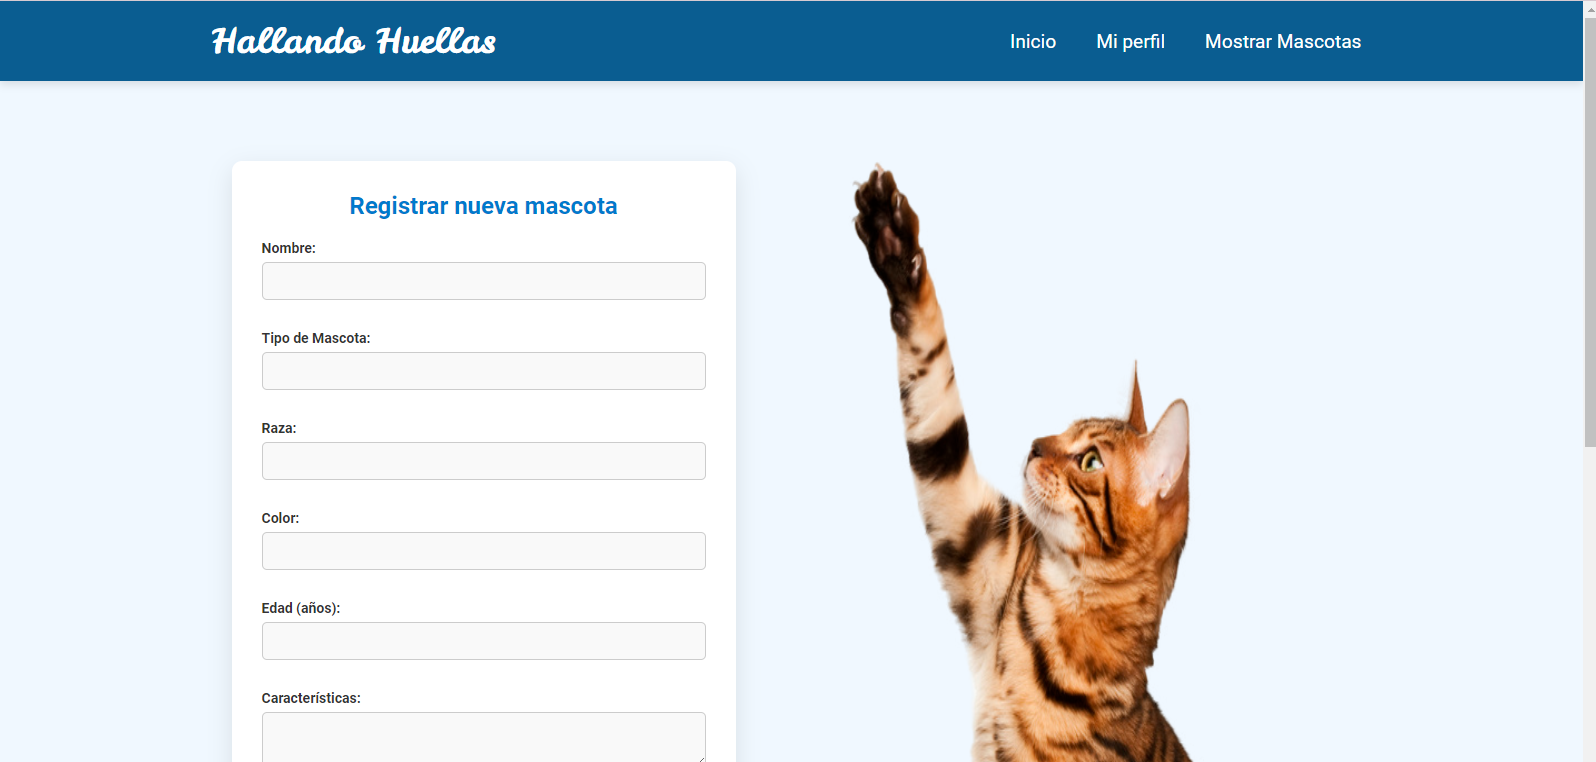 Hallando Huellas
Inicio Mi perfil Mostrar Mascotas
Registrar nueva mascota
Nombre:
Tipo de Mascota:
Raza:
Color:
Edad (años):
Características: